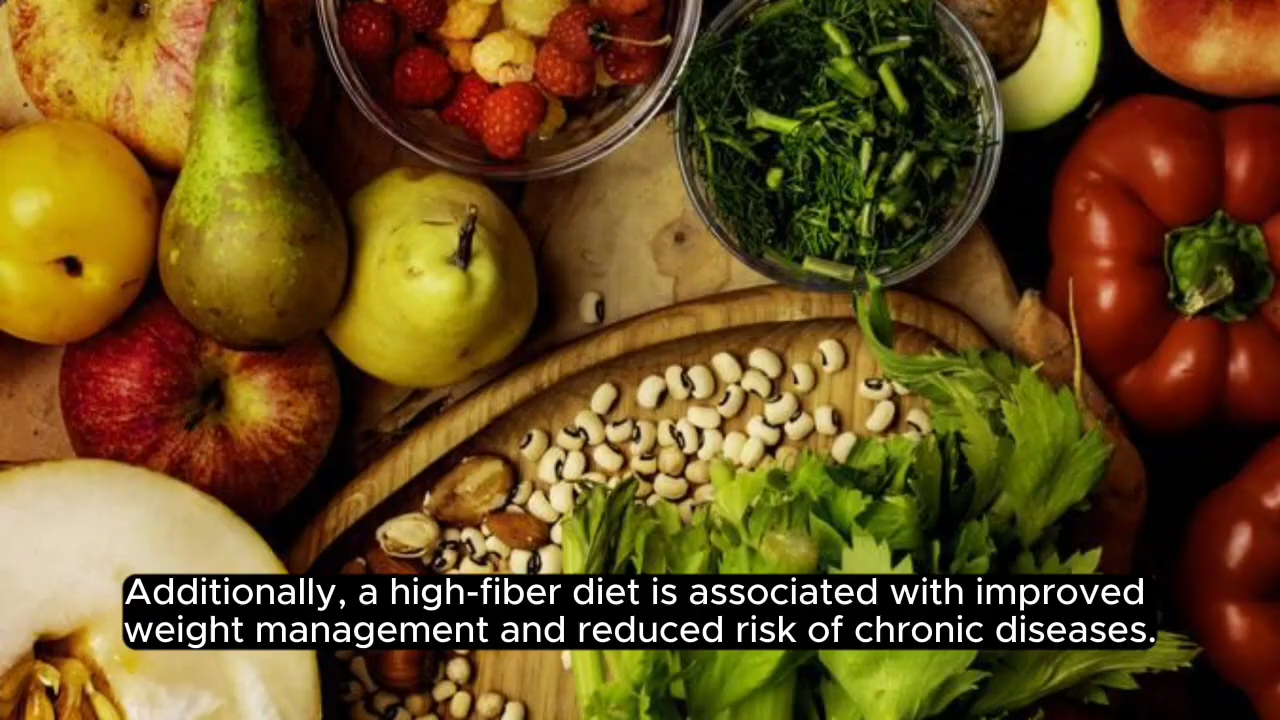 Additionally, a high-fiber diet is associated with improved
weight management and reduced risk of chronic diseases.